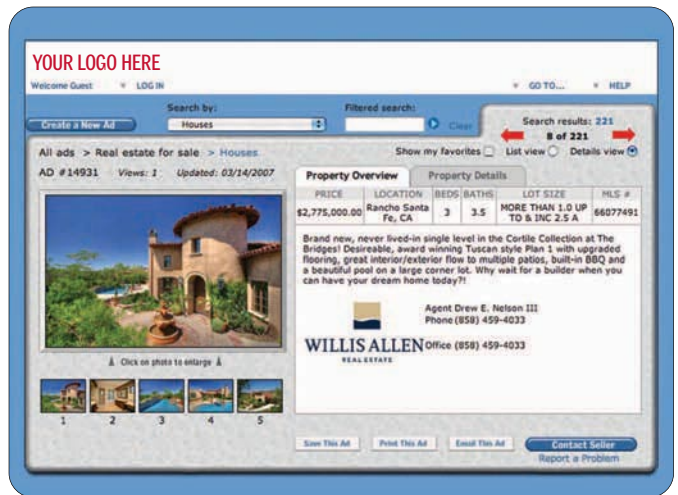 YOUR LOGO HERE
Welcome Guest LOG IN GO TO... HELP
Search by: Filtered search:
Create a New Ad Houses Clear
Search results: 221
8 of 221
All ads > Real estate for sale > Houses
Show my favorites List view Details view
AD #14931 Views: 1 Updated: 03/14/2007
Property Overview Property Details
PRICE LOCATION BEDS BATHS LOT SIZE MLS #
$2,775,000.00 Rancho Santa Fe, CA 3 3.5 MORE THAN 1.0 UP TO & INC 2.5 A 66077491
Brand new, never lived-in single level in the Cortile Collection at The
Bridges! Desireable, award winning Tuscan style Plan 1 with upgraded
flooring, great interior/exterior flow to multiple patios, built-in BBQ and
a beautiful pool on a large corner lot. Why wait for a builder when you
can have your dream home today?!
Agent Drew E. Nelson III
Phone (858) 459-4033
WILLIS ALLEN
REAL ESTATE
Office (858) 459-4033
Click on photo to enlarge
1 2 3 4 5
Save This Ad Print This Ad Email This Ad Contact Seller
Report a Problem